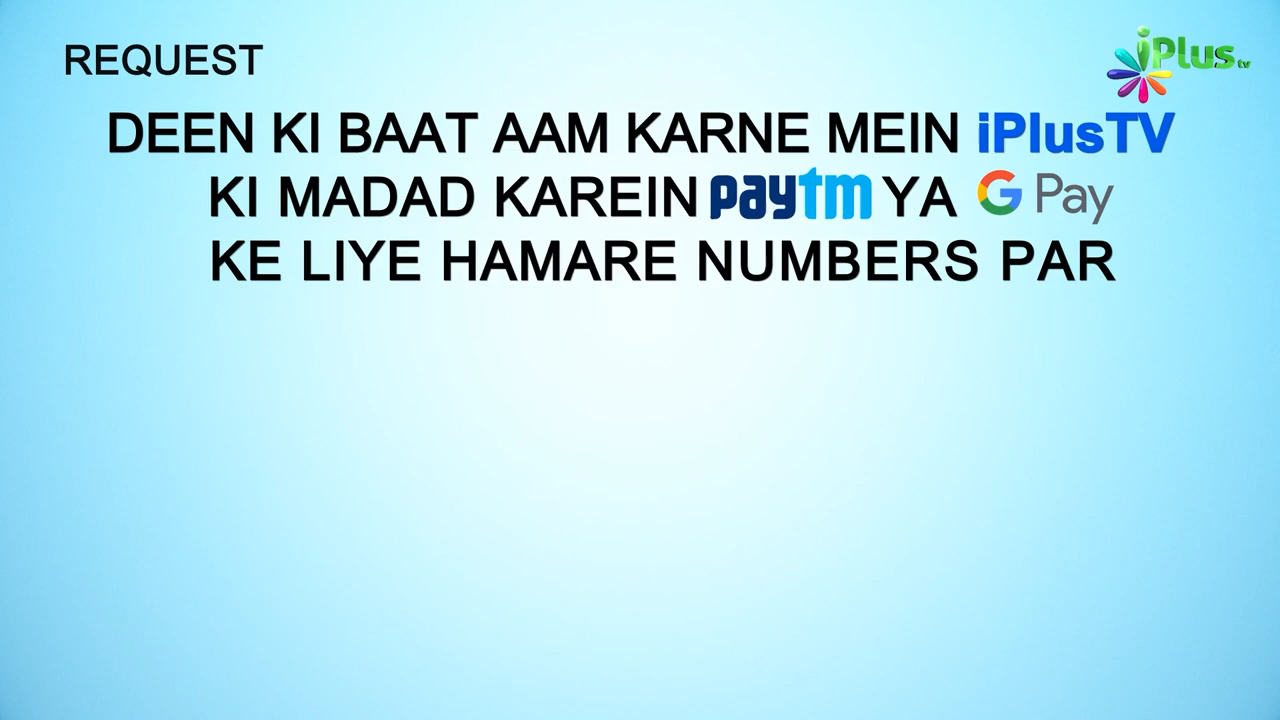 REQUEST
iPlus tv
DEEN KI BAAT AAM KARNE MEIN iPlusTV
KI MADAD KAREIN paytm YA G Pay
KE LIYE HAMARE NUMBERS PAR